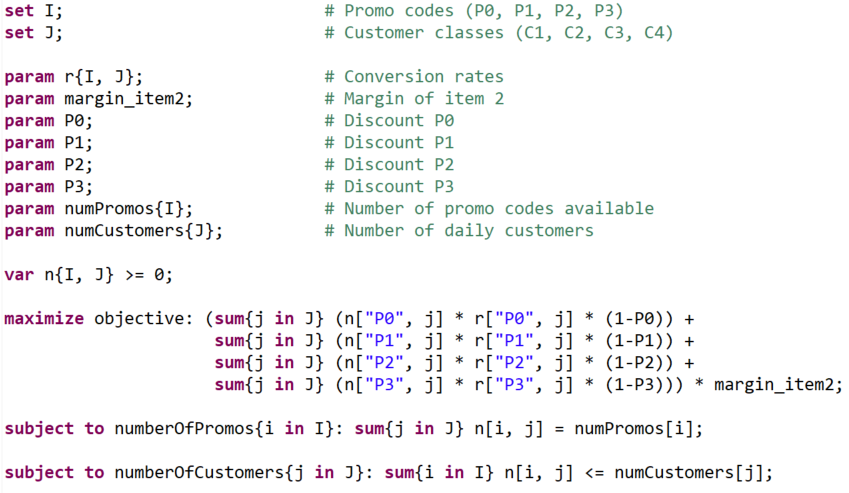 set I; # Promo codes (P0, P1, P2, P3)
set J; # Customer classes (C1, C2, C3, C4)
param r{I, J}; # Conversion rates
param margin_item2; # Margin of item 2
param P0; # Discount P0
param P1; # Discount P1
param P2; # Discount P2
param P3; # Discount P3
param numPromos{I}; # Number of promo codes available
param numCustomers{J}; # Number of daily customers
var n{I, J} >= 0;
maximize objective: (sum{j in J} (n["P0", j] * r["P0", j] * (1-P0)) +
sum{j in J} (n["P1", j] * r["P1", j] * (1-P1)) +
sum{j in J} (n["P2", j] * r["P2", j] * (1-P2)) +
sum{j in J} (n["P3", j] * r["P3", j] * (1-P3))) * margin_item2;
subject to numberOfPromos{i in I}: sum{j in J} n[i, j] = numPromos[i];
subject to numberOfCustomers{j in J}: sum{i in I} n[i, j] <= numCustomers[j];